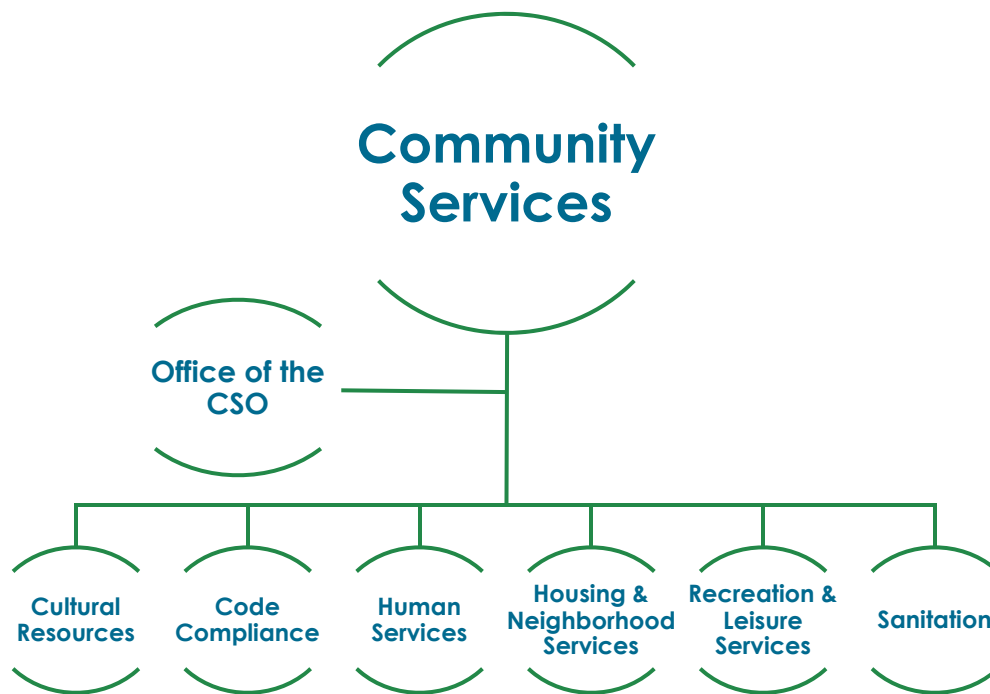 Community
Services
Office of the
CSO
Cultural
Resources
Code
Compliance
Human
Services
Housing &
Neighborhood
Services
Recreation &
Leisure
Services
Sanitation